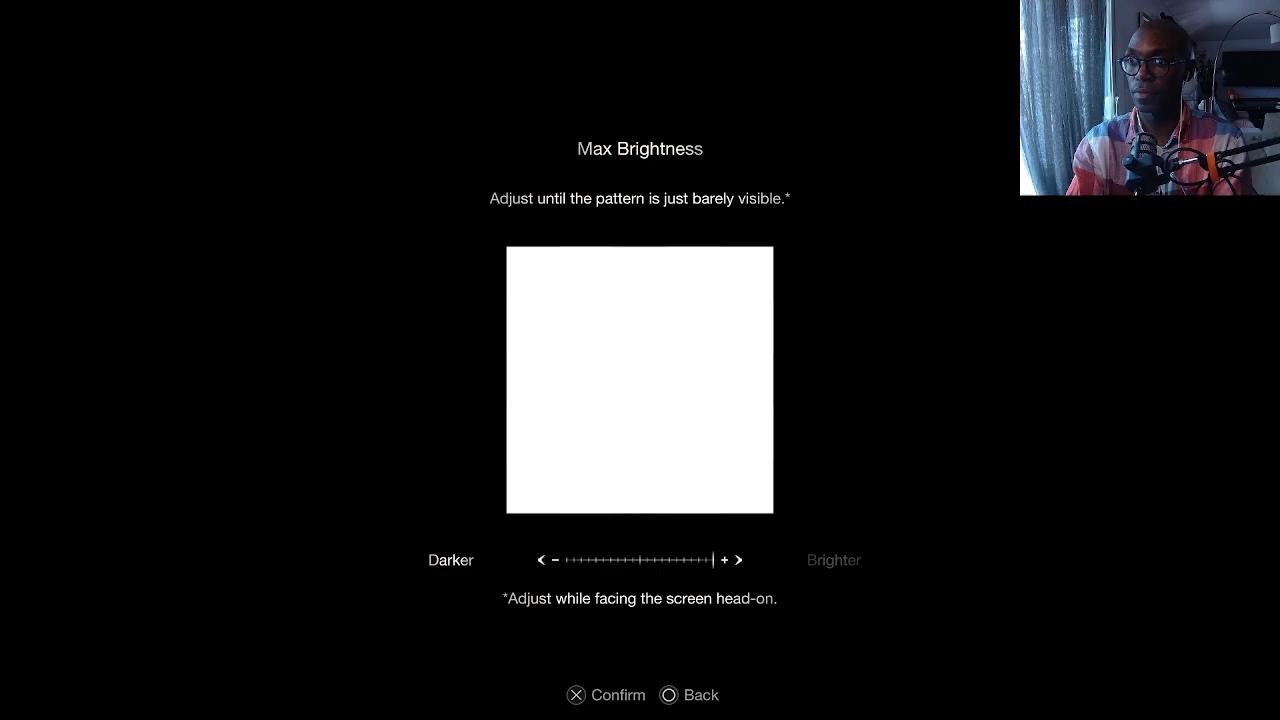 Max Brightness
Adjust until the pattern is just barely visible.*
Darker
Brighter
*Adjust while facing the screen head-on.
Confirm Back